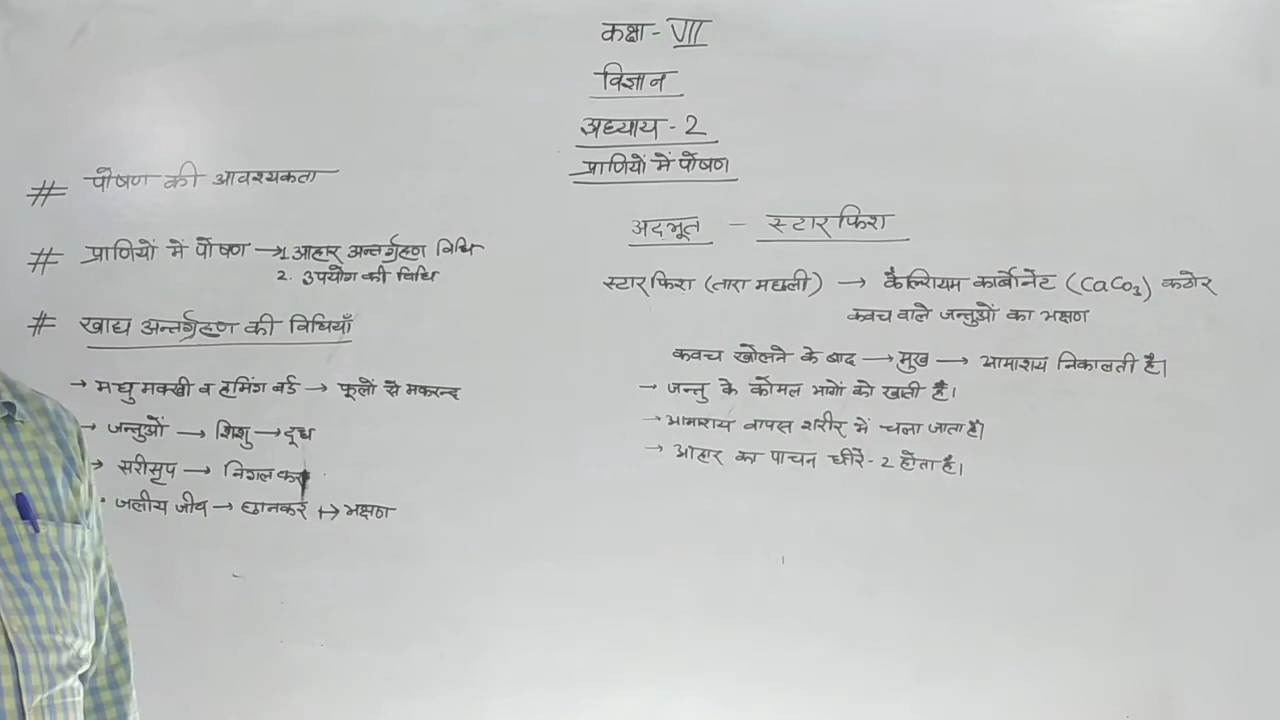 कक्षा - VII
विज्ञान
अध्याय - 2
प्राणियों में पोषण
# पोषण की आवश्यकता
# प्राणियों में पोषण → 1. आहार अन्तर्ग्रहण विधि
2. उपयोग की विधि
# खाद्य अन्तर्ग्रहण की विधियाँ
→ मधुमक्खी व हमिंग बर्ड → फूलों से मकरन्द
→ जन्तुओं → शिशु → दूध
→ सरीसृप → निगलकर
• जलीय जीव → छानकर → भक्षण
अदभूत - स्टारफिश
स्टारफिश (तारा मछली) → कैल्शियम कार्बोनेट (CaCO3) कठोर
कवच वाले जन्तुओं का भक्षण
कवच खोलने के बाद → मुख → आमाशय निकालती है।
→ जन्तु के कोमल भागों को खाती है।
→ आमाशय वापस शरीर में चला जाता है।
→ आहार का पाचन धीरे-2 होता है।